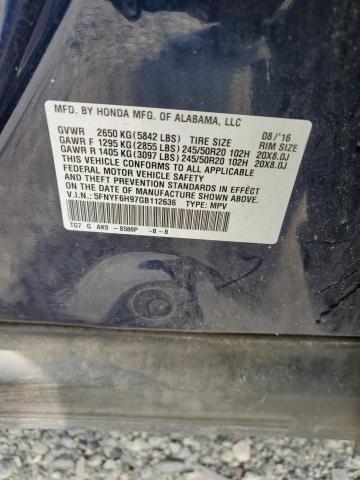 MFD. BY HONDA MFG. OF ALABAMA, LLC 08/'16
GVWR 2650 KG(5842 LBS) TIRE SIZE RIM SIZE
GAWR F 1295 KG(2855 LBS) 245/50R20 102H 20X8.0J
GAWR R 1405 KG(3097 LBS) 245/50R20 102H 20X8.0J
THIS VEHICLE CONFORMS TO ALL APPLICABLE
FEDERAL MOTOR VEHICLE SAFETY
STANDARDS IN EFFECT ON THE DATE OF
MANUFACTURE SHOWN ABOVE.
V.I.N.: 5FNYF6H97GB112636 TYPE: MPV
TG7 G AK9 - B588P -B-B